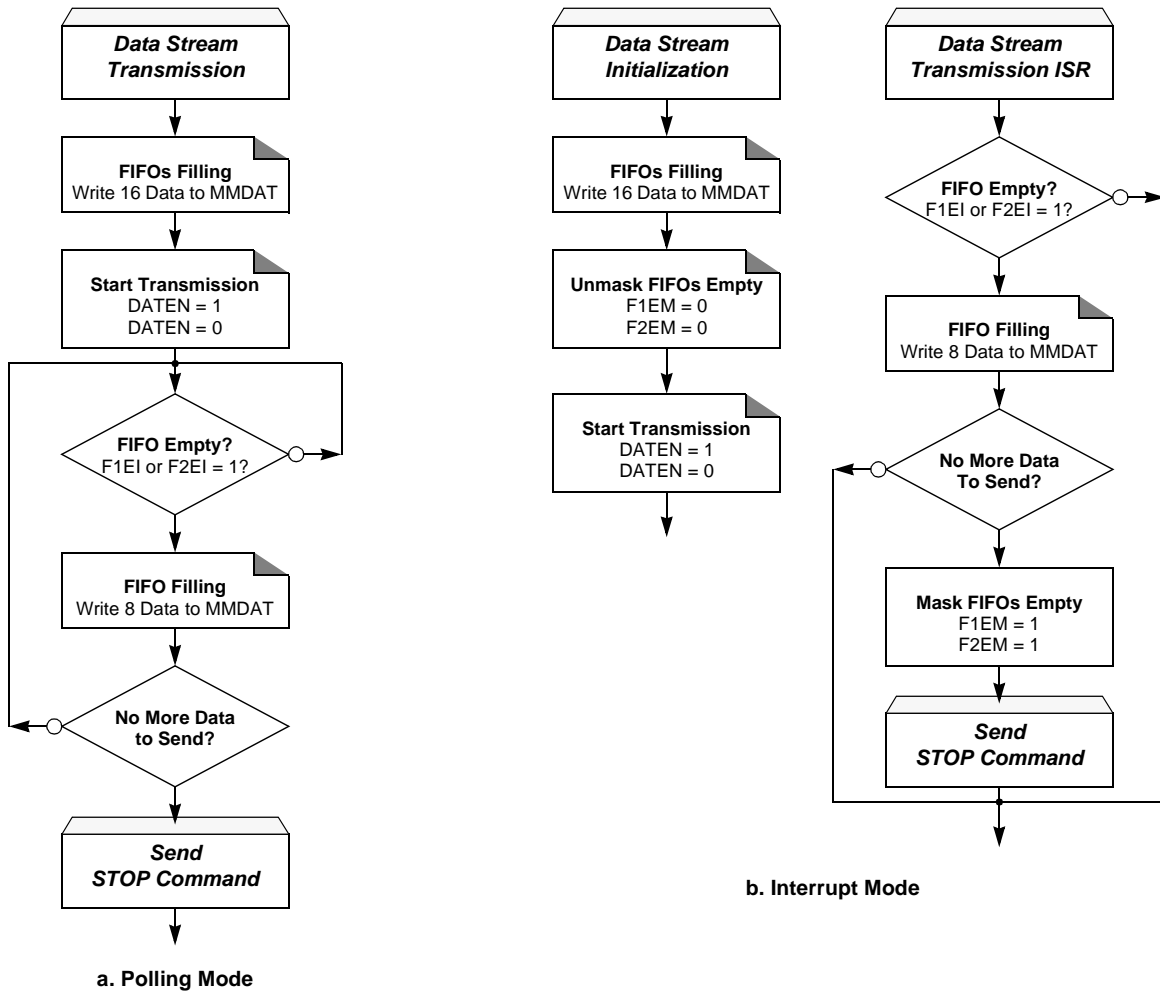 Data Stream
Transmission
FIFOs Filling
Write 16 Data to MMDAT
Start Transmission
DATEN = 1
DATEN = 0
FIFO Empty?
F1EI or F2EI = 1?
FIFO Filling
Write 8 Data to MMDAT
No More Data
to Send?
Send
STOP Command
a. Polling Mode
Data Stream
Initialization
FIFOs Filling
Write 16 Data to MMDAT
Unmask FIFOs Empty
F1EM = 0
F2EM = 0
Start Transmission
DATEN = 1
DATEN = 0
Data Stream
Transmission ISR
FIFO Empty?
F1EI or F2EI = 1?
FIFO Filling
Write 8 Data to MMDAT
No More Data
To Send?
Mask FIFOs Empty
F1EM = 1
F2EM = 1
Send
STOP Command
b. Interrupt Mode